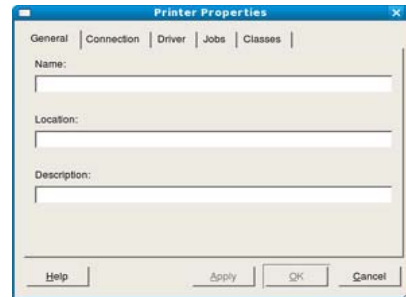 Printer Properties
General Connection Driver Jobs Classes
Name:
Location:
Description:
Help Apply OK Cancel